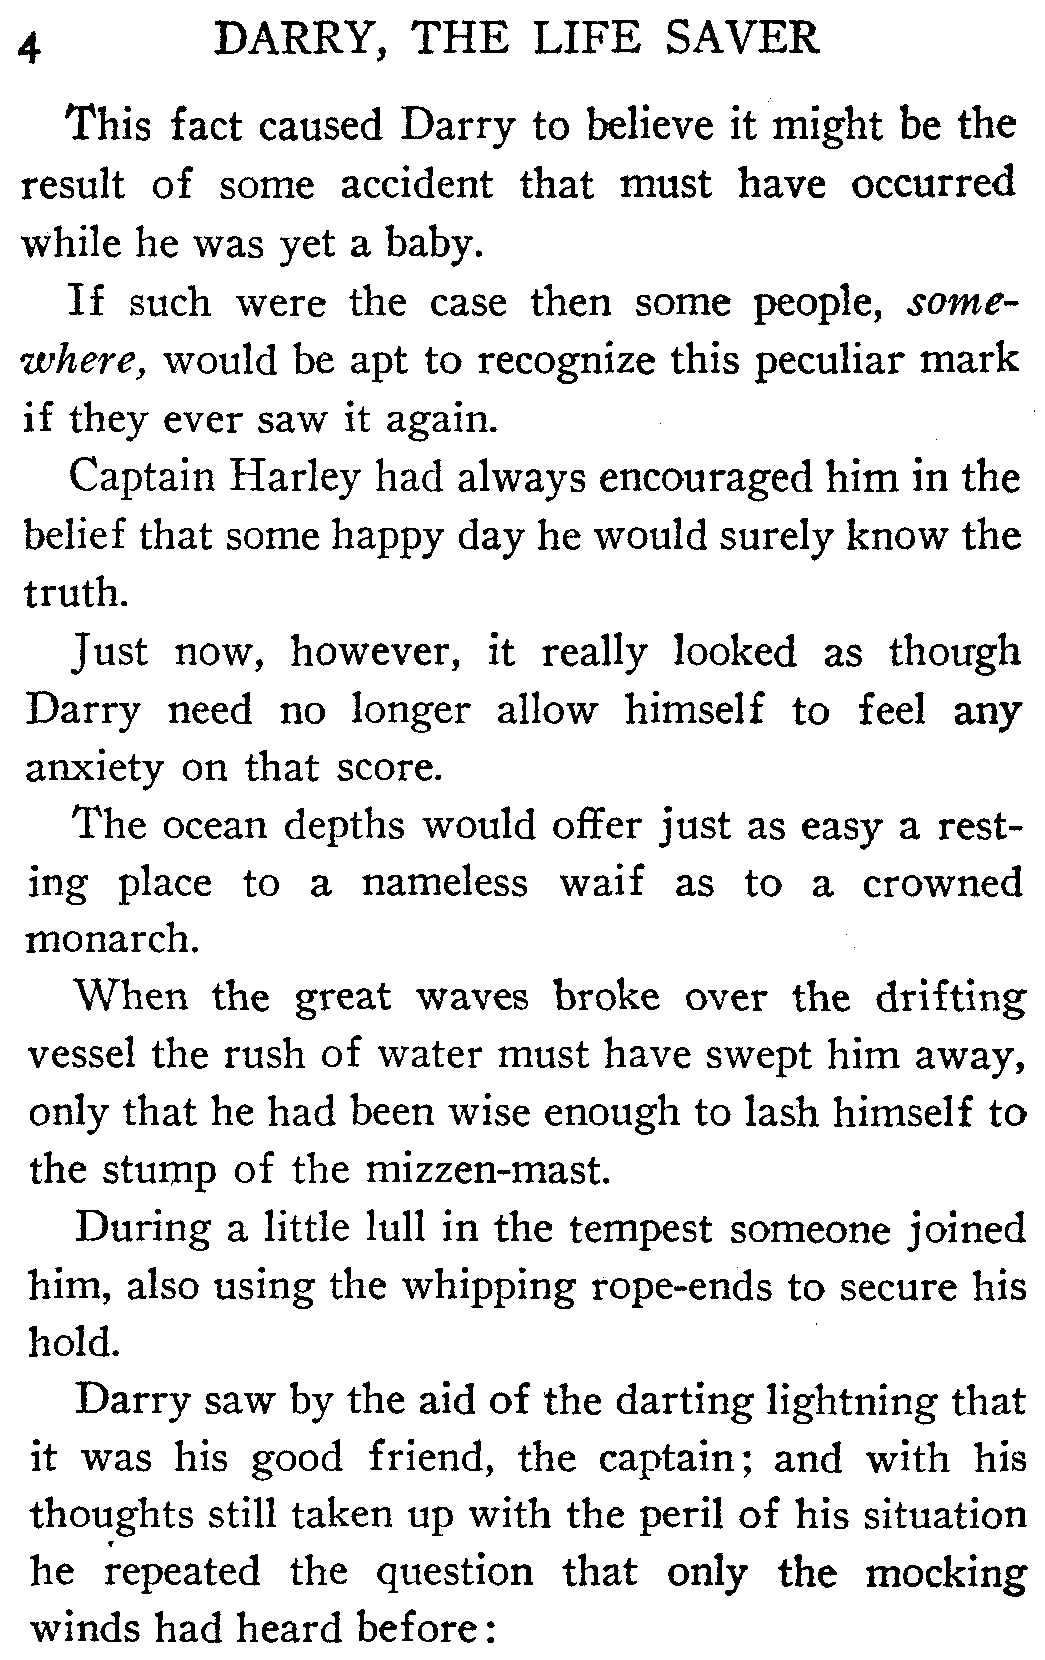 4 DARRY, THE LIFE SAVER
This fact caused Darry to believe it might be the
result of some accident that must have occurred
while he was yet a baby.
If such were the case then some people, some-
where, would be apt to recognize this peculiar mark
if they ever saw it again.
Captain Harley had always encouraged him in the
belief that some happy day he would surely know the
truth.
Just now, however, it really looked as though
Darry need no longer allow himself to feel any
anxiety on that score.
The ocean depths would offer just as easy a rest-
ing place to a nameless waif as to a crowned
monarch.
When the great waves broke over the drifting
vessel the rush of water must have swept him away,
only that he had been wise enough to lash himself to
the stump of the mizzen-mast.
During a little lull in the tempest someone joined
him, also using the whipping rope-ends to secure his
hold.
Darry saw by the aid of the darting lightning that
it was his good friend, the captain; and with his
thoughts still taken up with the peril of his situation
he repeated the question that only the mocking
winds had heard before: